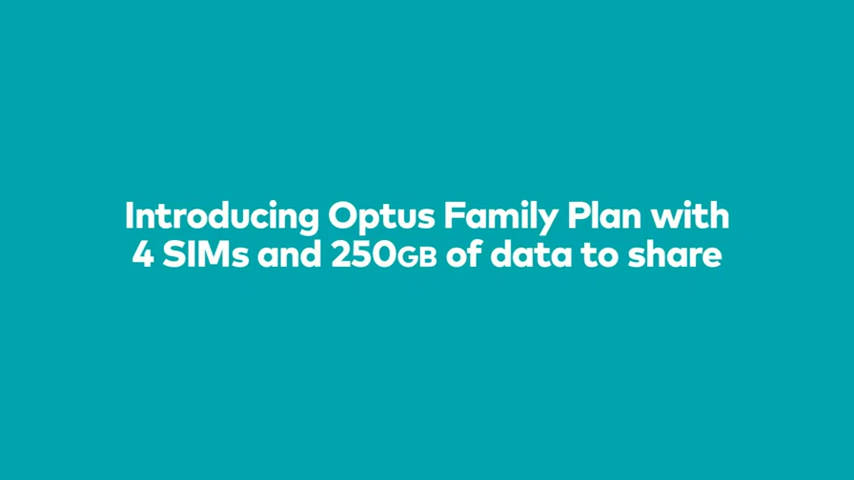 Introducing Optus Family Plan with
4 SIMs and 250GB of data to share